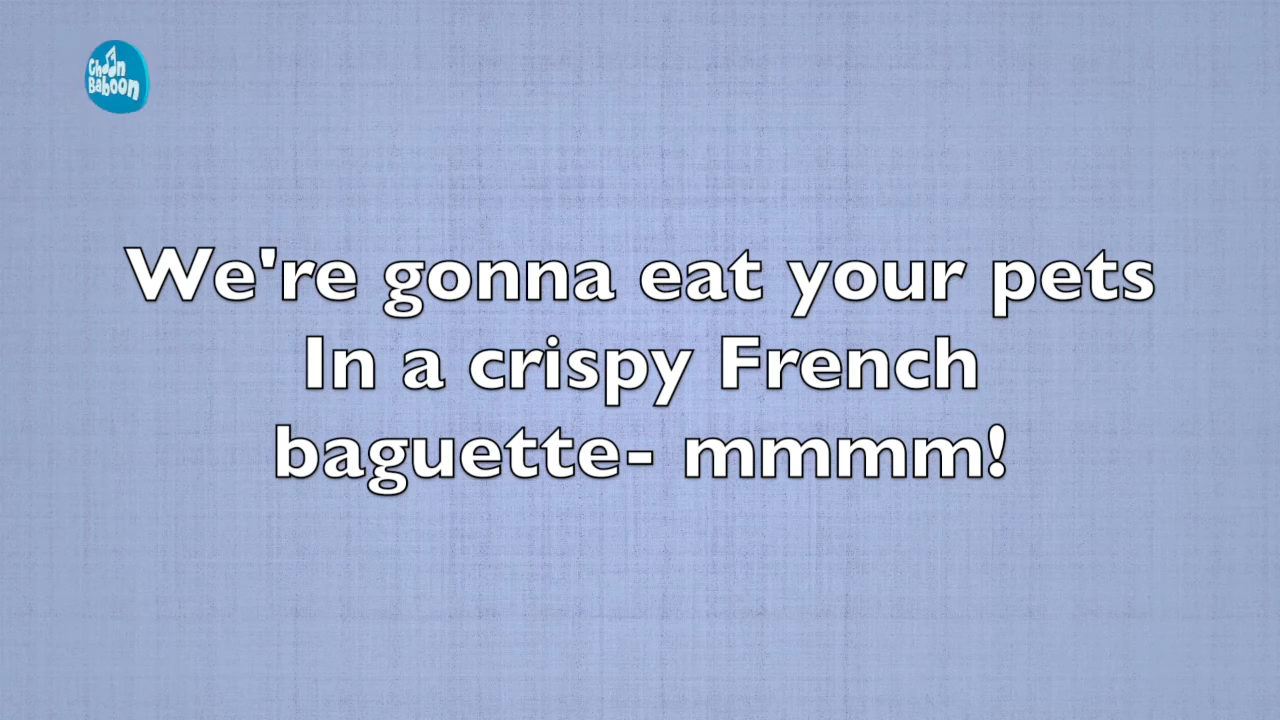 Choon
Baboon
We're gonna eat your pets
In a crispy French
baguette- mmmm!